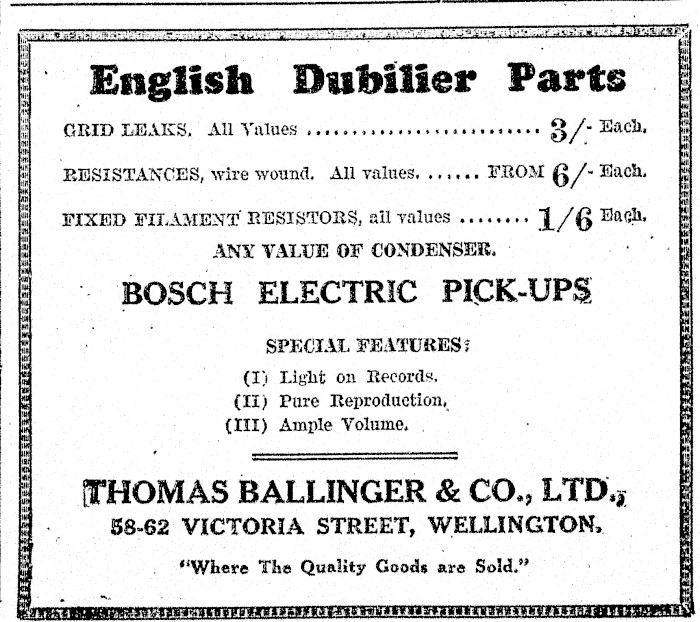 English Dubilier Parts
GRID LEAKS. All Values .......................... 3/- Each.
RESISTANCES, wire wound. All values. ...... FROM 6/- Each.
FIXED FILAMENT RESISTORS, all values ........ 1/6 Each.
ANY VALUE OF CONDENSER.
BOSCH ELECTRIC PICK-UPS
SPECIAL FEATURES:
(I) Light on Records.
(II) Pure Reproduction.
(III) Ample Volume.
THOMAS BALLINGER & CO., LTD.,
58-62 VICTORIA STREET, WELLINGTON.
"Where The Quality Goods are Sold."